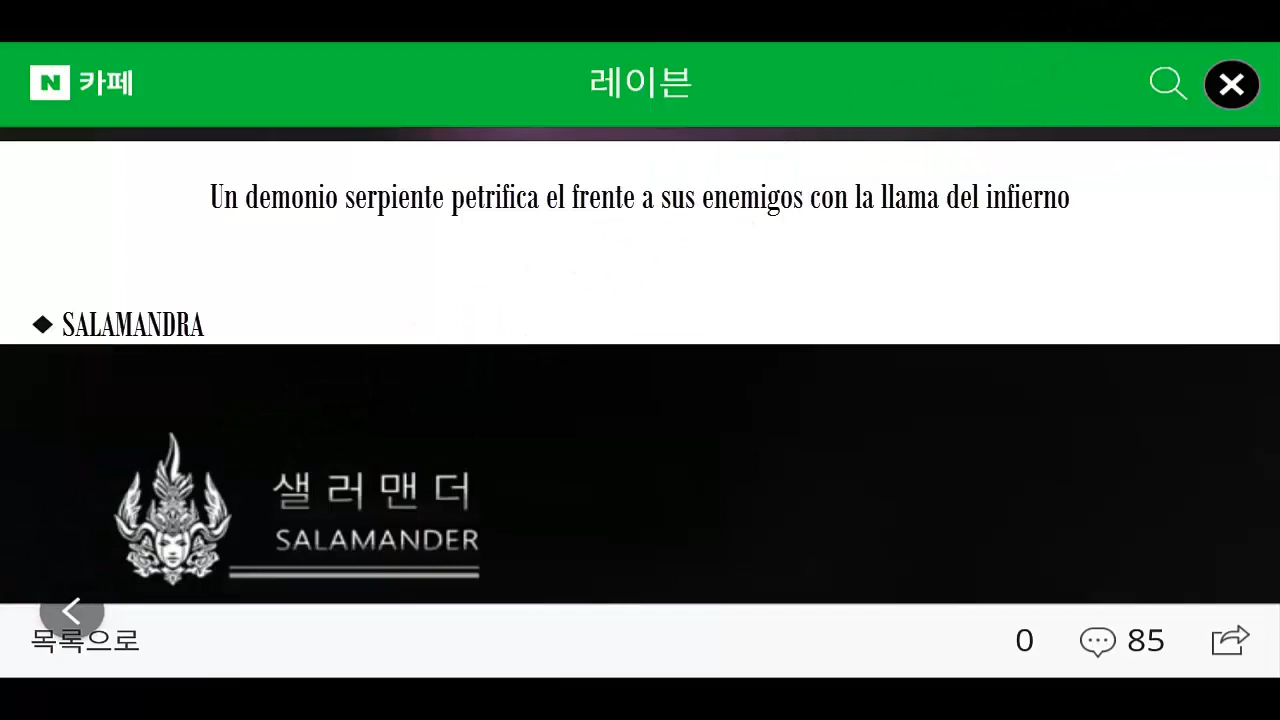 N 카페
레이븐
Un demonio serpiente petrifica el frente a sus enemigos con la llama del infierno
◆ SALAMANDRA
샐러맨더
SALAMANDER
목록으로
0
85